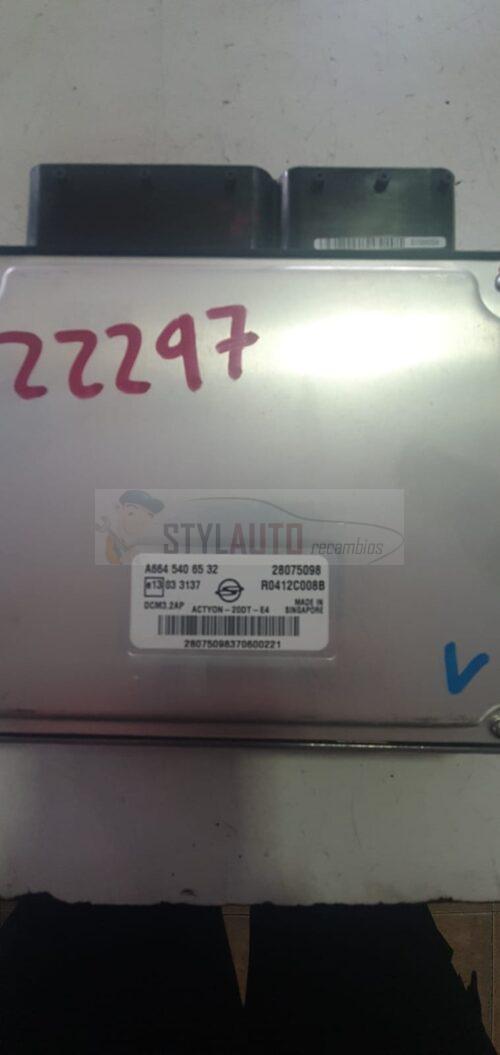 22297
STYLAUTO
recambios
A664 540 65 32 28075098
e13 03 3137 R0412C008B
DCM3.2AP ACTYON-20DT-E4 MADE IN SINGAPORE
28075098370600221
V